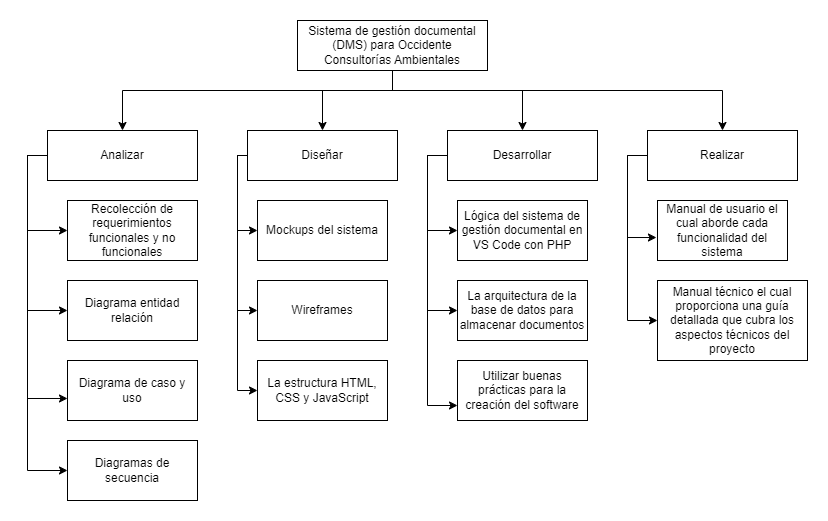 Sistema de gestión documental
(DMS) para Occidente
Consultorías Ambientales
Analizar
Diseñar
Desarrollar
Realizar
Recolección de
requerimientos
funcionales y no
funcionales
Diagrama entidad
relación
Diagrama de caso y
uso
Diagramas de
secuencia
Mockups del sistema
Wireframes
La estructura HTML,
CSS y JavaScript
Lógica del sistema de
gestión documental en
VS Code con PHP
La arquitectura de la
base de datos para
almacenar documentos
Utilizar buenas
prácticas para la
creación del software
Manual de usuario el
cual aborde cada
funcionalidad del
sistema
Manual técnico el cual
proporciona una guía
detallada que cubra los
aspectos técnicos del
proyecto